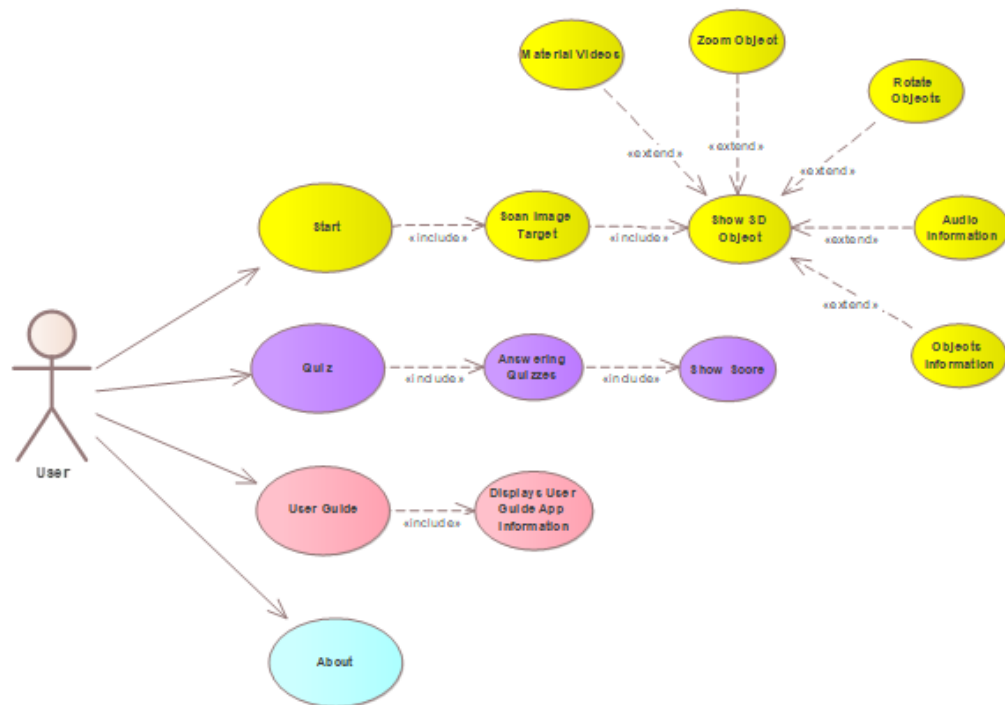 Material Videos
Zoom Object
Rotate
Objects
«extend»
«extend»
«extend»
Start
«include»
Scan Image
Target
«include»
Show 3D
Object
«extend»
Audio
Information
«extend»
Objects
Information
Quiz
«include»
Answering
Quizzes
«include»
Show Score
User
User Guide
«include»
Displays User
Guide App
Information
About